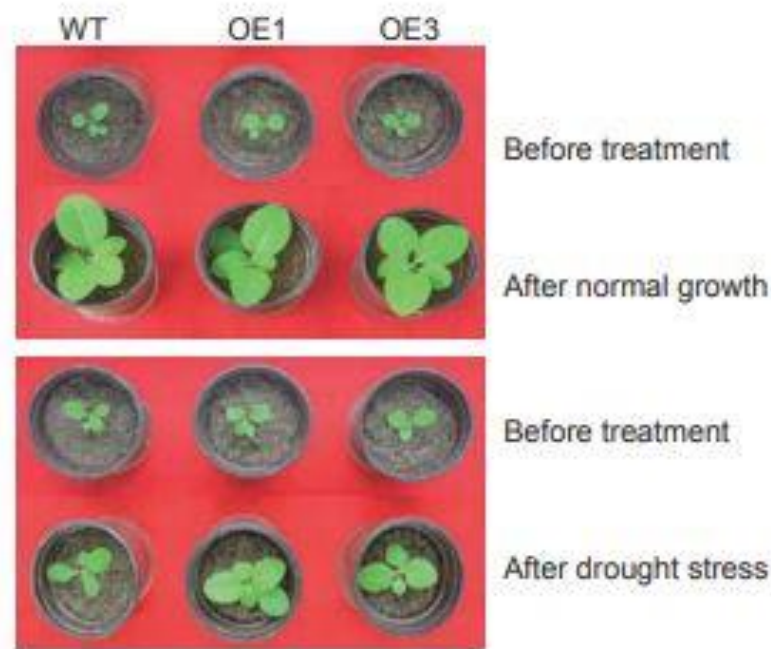 WT OE1 OE3
Before treatment
After normal growth
Before treatment
After drought stress